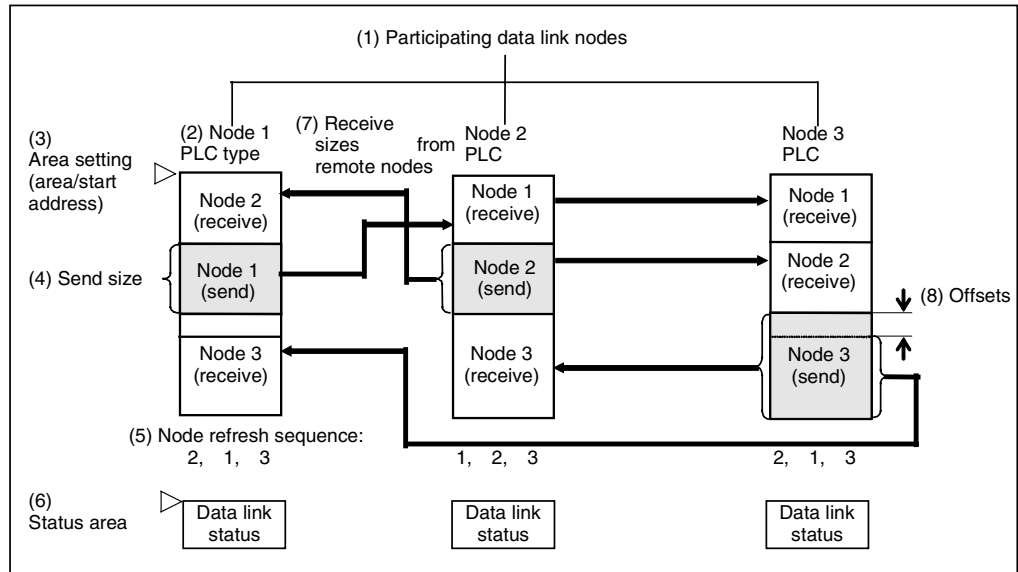 (1) Participating data link nodes
(3)
Area setting
(area/start
address)
(2) Node 1
PLC type
(7) Receive
sizes from
remote nodes
Node 2
PLC
Node 3
PLC
Node 2
(receive)
Node 1
(send)
Node 3
(receive)
(4) Send size
Node 1
(receive)
Node 2
(send)
Node 3
(receive)
Node 1
(receive)
Node 2
(receive)
Node 3
(send)
(8) Offsets
(5) Node refresh sequence:
2, 1, 3
1, 2, 3
2, 1, 3
(6)
Status area
Data link
status
Data link
status
Data link
status